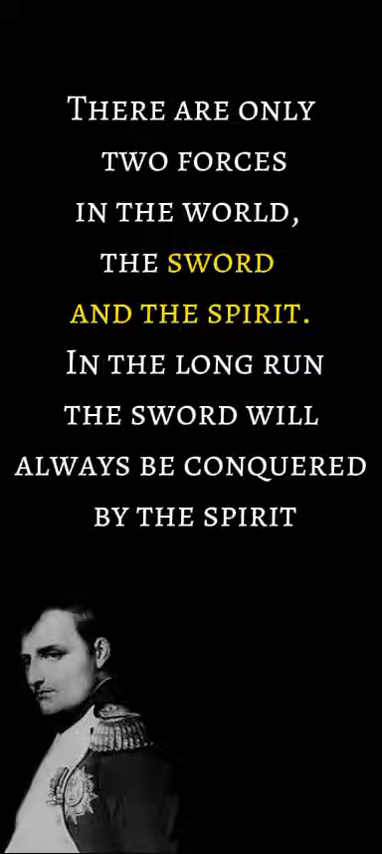 There are only
two forces
in the world,
the sword
and the spirit.
In the long run
the sword will
always be conquered
by the spirit